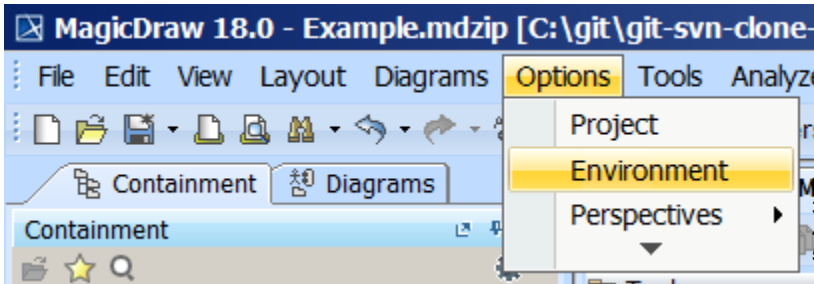 MagicDraw 18.0 - Example.mdzip [C:\git\git-svn-clone-
File Edit View Layout Diagrams Options Tools Analyze
Project
Environment
Containment Diagrams
Perspectives
Containment